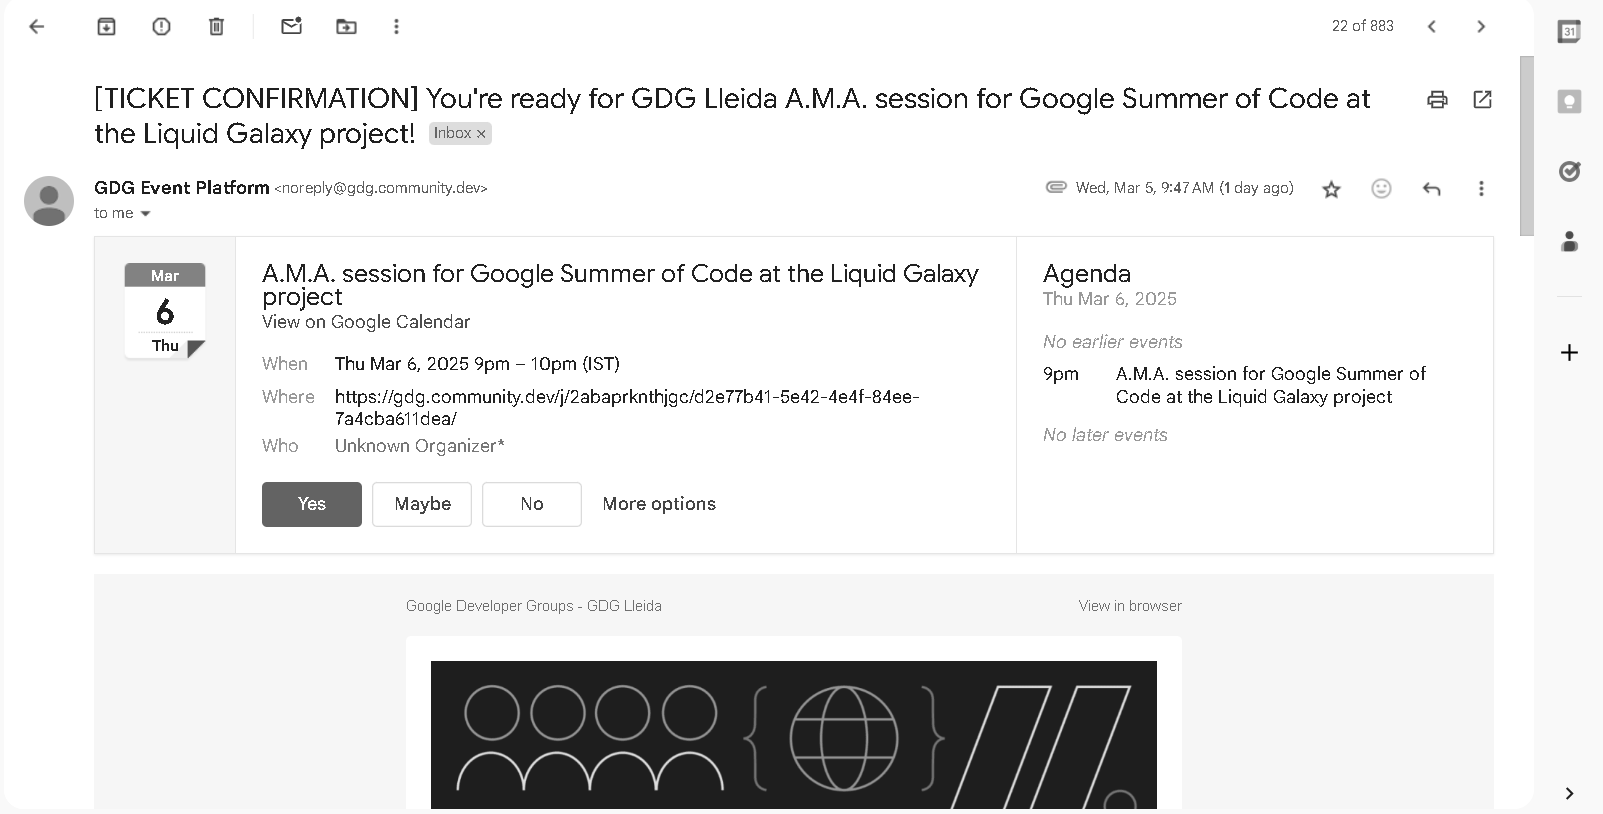 22 of 883
31
[TICKET CONFIRMATION] You're ready for GDG Lleida A.M.A. session for Google Summer of Code at
the Liquid Galaxy project! Inbox ×
GDG Event Platform <noreply@gdg.community.dev>
Wed, Mar 5, 9:47 AM (1 day ago)
to me
Mar
6
Thu
A.M.A. session for Google Summer of Code at the Liquid Galaxy
project
View on Google Calendar
When Thu Mar 6, 2025 9pm – 10pm (IST)
Where https://gdg.community.dev/j/2abaprknthjgc/d2e77b41-5e42-4e4f-84ee-
7a4cba611dea/
Who Unknown Organizer*
Yes Maybe No More options
Agenda
Thu Mar 6, 2025
No earlier events
9pm A.M.A. session for Google Summer of
Code at the Liquid Galaxy project
No later events
Google Developer Groups - GDG Lleida
View in browser